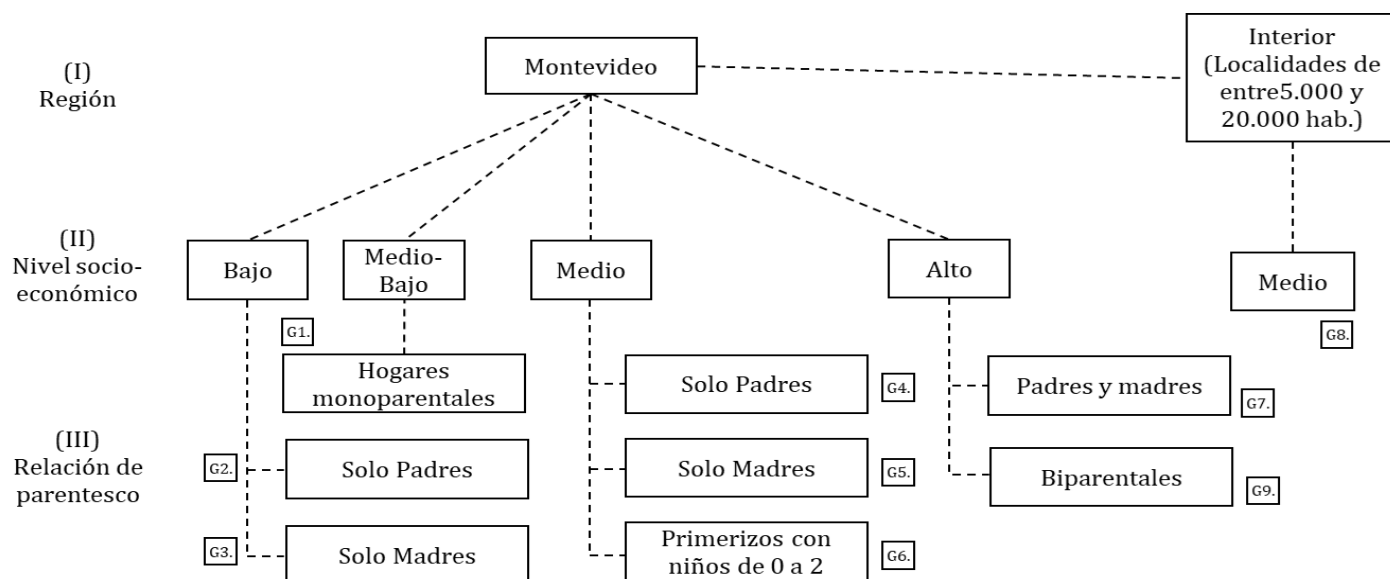 (I)
Región
Montevideo
Interior
(Localidades de
entre5.000 y
20.000 hab.)
(II)
Nivel socio-
económico
Bajo
Medio-
Bajo
Medio
Alto
Medio
G1.
G8.
Hogares
monoparentales
Solo Padres
G4.
Padres y madres
G7.
(III)
Relación de
parentesco
G2.
Solo Padres
Solo Madres
G5.
Biparentales
G9.
G3.
Solo Madres
Primerizos con
niños de 0 a 2
G6.